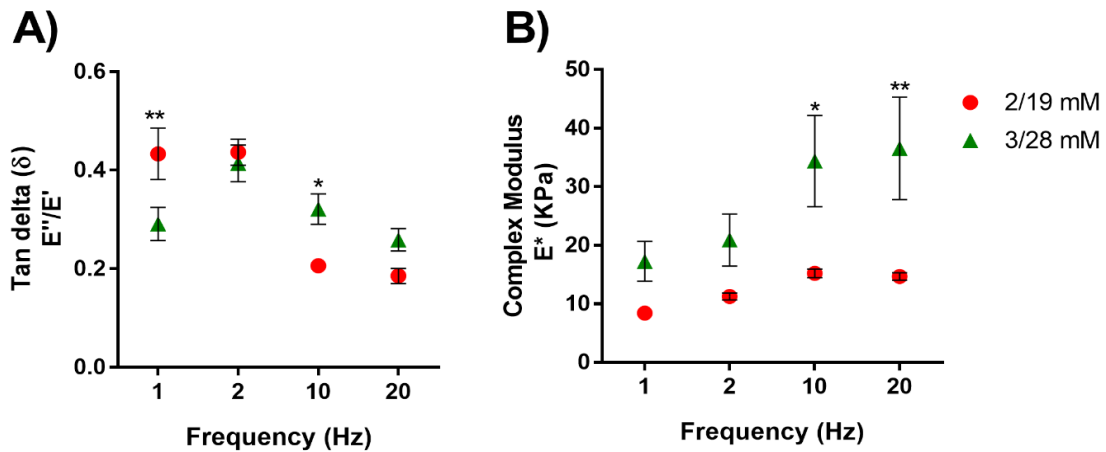 A)
0.6
0.4
0.2
0.0
Tan delta (δ)
E''/E'
**
*
1 2 10 20
Frequency (Hz)
B)
50
40
30
20
10
0
Complex Modulus
E* (KPa)
*
**
1 2 10 20
Frequency (Hz)
2/19 mM
3/28 mM